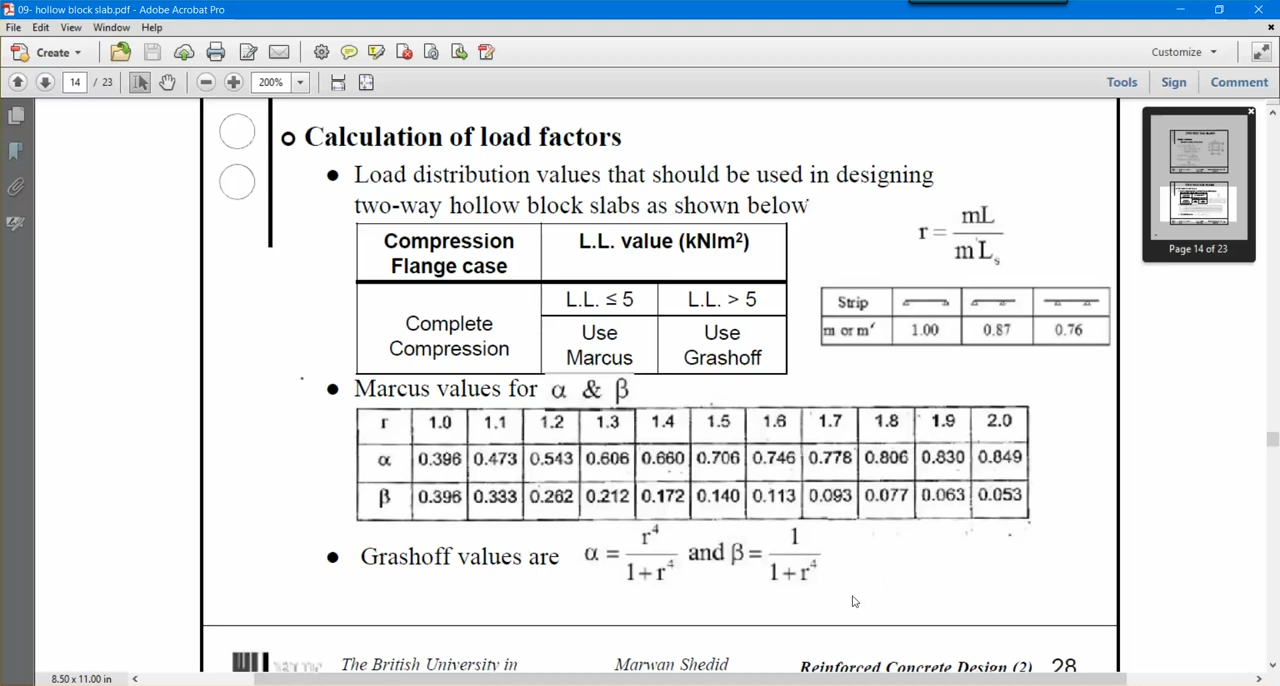 09- hollow block slab.pdf - Adobe Acrobat Pro
File Edit View Window Help
Create Customize
14 / 23 200% Tools Sign Comment
o Calculation of load factors
● Load distribution values that should be used in designing
two-way hollow block slabs as shown below
Compression Flange case L.L. value (kNlm²)
Complete Compression L.L. ≤ 5 L.L. > 5
Use Marcus Use Grashoff
r = mL / m'Ls
Strip
m or m' 1.00 0.87 0.76
● Marcus values for α & β
r 1.0 1.1 1.2 1.3 1.4 1.5 1.6 1.7 1.8 1.9 2.0
α 0.396 0.473 0.543 0.606 0.660 0.706 0.746 0.778 0.806 0.830 0.849
β 0.396 0.333 0.262 0.212 0.172 0.140 0.113 0.093 0.077 0.063 0.053
● Grashoff values are α = r⁴ / 1+r⁴ and β = 1 / 1+r⁴
The British University in Marwan Shedid Reinforced Concrete Design (2) 28
Page 14 of 23
8.50 x 11.00 in